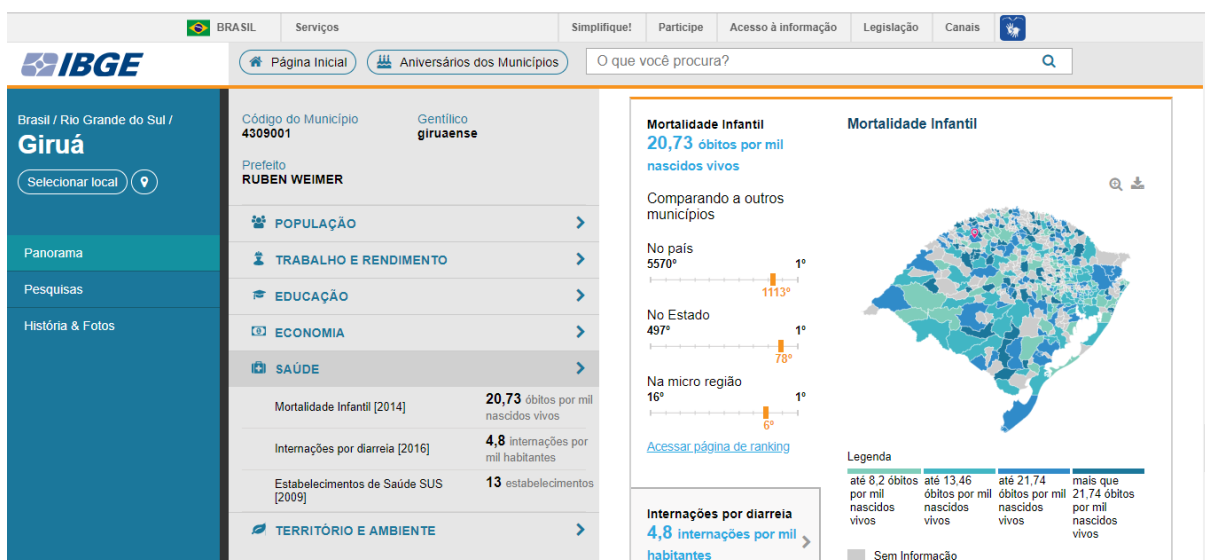 BRASIL
Serviços
Simplifique!
Participe
Acesso à informação
Legislação
Canais
IBGE
Página Inicial
Aniversários dos Municípios
O que você procura?
Brasil / Rio Grande do Sul /
Giruá
Selecionar local
Panorama
Pesquisas
História & Fotos
Código do Município
4309001
Gentílico
giruaense
Prefeito
RUBEN WEIMER
POPULAÇÃO
TRABALHO E RENDIMENTO
EDUCAÇÃO
ECONOMIA
SAÚDE
Mortalidade Infantil [2014]
20,73 óbitos por mil
nascidos vivos
Internações por diarreia [2016]
4,8 internações por
mil habitantes
Estabelecimentos de Saúde SUS
[2009]
13 estabelecimentos
TERRITÓRIO E AMBIENTE
Mortalidade Infantil
20,73 óbitos por mil
nascidos vivos
Comparando a outros
municípios
No país
5570º 1º
1113º
No Estado
497º 1º
78º
Na micro região
16º 1º
6º
Acessar página de ranking
Internações por diarreia
4,8 internações por mil
habitantes
Mortalidade Infantil
Legenda
até 8,2 óbitos
por mil
nascidos
vivos
até 13,46
óbitos por mil
nascidos
vivos
até 21,74
óbitos por mil
nascidos
vivos
mais que
21,74 óbitos
por mil
nascidos
vivos
Sem Informação